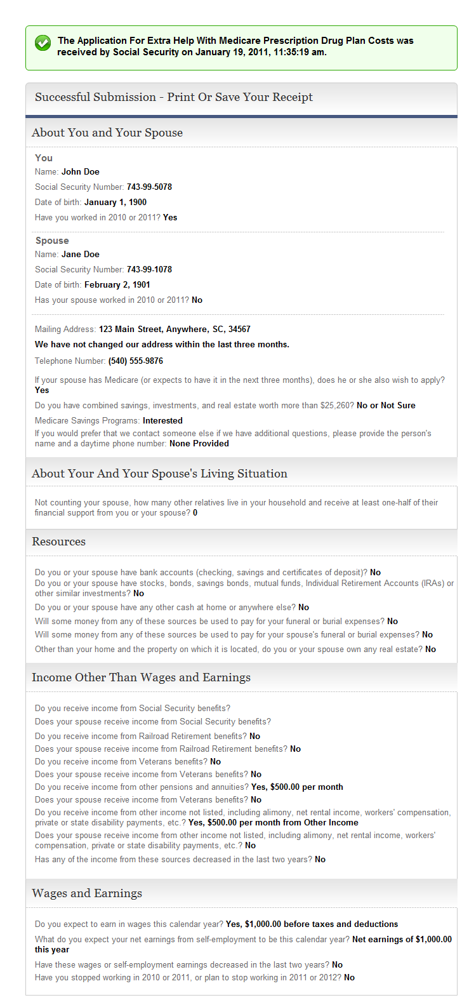 The Application For Extra Help With Medicare Prescription Drug Plan Costs was
received by Social Security on January 19, 2011, 11:35:19 am.
Successful Submission - Print Or Save Your Receipt
About You and Your Spouse
You
Name: John Doe
Social Security Number: 743-99-5078
Date of birth: January 1, 1900
Have you worked in 2010 or 2011? Yes
Spouse
Name: Jane Doe
Social Security Number: 743-99-1078
Date of birth: February 2, 1901
Has your spouse worked in 2010 or 2011? No
Mailing Address: 123 Main Street, Anywhere, SC, 34567
We have not changed our address within the last three months.
Telephone Number: (540) 555-9876
If your spouse has Medicare (or expects to have it in the next three months), does he or she also wish to apply?
Yes
Do you have combined savings, investments, and real estate worth more than $25,260? No or Not Sure
Medicare Savings Programs: Interested
If you would prefer that we contact someone else if we have additional questions, please provide the person's
name and a daytime phone number: None Provided
About Your And Your Spouse's Living Situation
Not counting your spouse, how many other relatives live in your household and receive at least one-half of their
financial support from you or your spouse? 0
Resources
Do you or your spouse have bank accounts (checking, savings and certificates of deposit)? No
Do you or your spouse have stocks, bonds, savings bonds, mutual funds, Individual Retirement Accounts (IRAs) or
other similar investments? No
Do you or your spouse have any other cash at home or anywhere else? No
Will some money from any of these sources be used to pay for your funeral or burial expenses? No
Will some money from any of these sources be used to pay for your spouse's funeral or burial expenses? No
Other than your home and the property on which it is located, do you or your spouse own any real estate? No
Income Other Than Wages and Earnings
Do you receive income from Social Security benefits?
Does your spouse receive income from Social Security benefits?
Do you receive income from Railroad Retirement benefits? No
Does your spouse receive income from Railroad Retirement benefits? No
Do you receive income from Veterans benefits? No
Does your spouse receive income from Veterans benefits? No
Do you receive income from other pensions and annuities? Yes, $500.00 per month
Does your spouse receive income from Veterans benefits? No
Do you receive income from other income not listed, including alimony, net rental income, workers' compensation,
private or state disability payments, etc.? Yes, $500.00 per month from Other Income
Does your spouse receive income from other income not listed, including alimony, net rental income, workers'
compensation, private or state disability payments, etc.? No
Has any of the income from these sources decreased in the last two years? No
Wages and Earnings
Do you expect to earn in wages this calendar year? Yes, $1,000.00 before taxes and deductions
What do you expect your net earnings from self-employment to be this calendar year? Net earnings of $1,000.00
this year
Have these wages or self-employment earnings decreased in the last two years? No
Have you stopped working in 2010 or 2011, or plan to stop working in 2011 or 2012? No